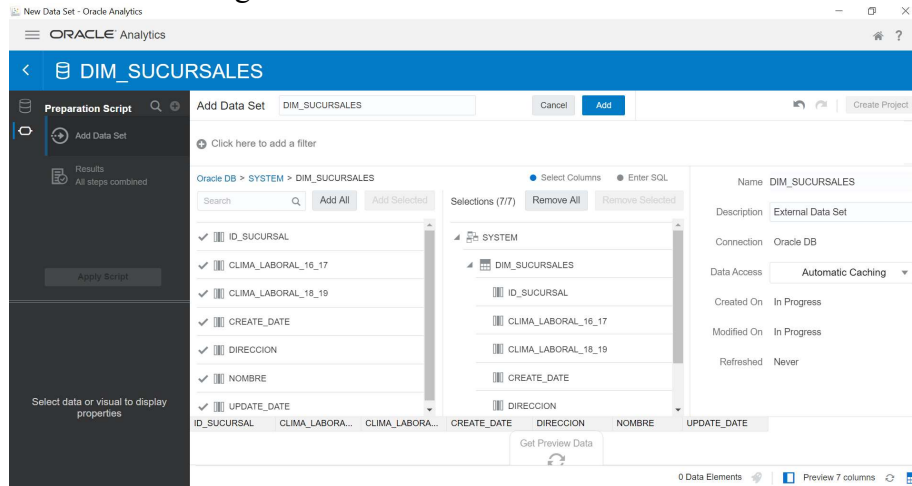 New Data Set - Oracle Analytics
ORACLE Analytics
DIM_SUCURSALES
Preparation Script
Add Data Set
Results
All steps combined
Apply Script
Select data or visual to display
properties
Add Data Set DIM_SUCURSALES Cancel Add Create Project
Click here to add a filter
Oracle DB > SYSTEM > DIM_SUCURSALES Select Columns Enter SQL
Search Add All Add Selected Selections (7/7) Remove All Remove Selected
ID_SUCURSAL
CLIMA_LABORAL_16_17
CLIMA_LABORAL_18_19
CREATE_DATE
DIRECCION
NOMBRE
UPDATE_DATE
SYSTEM
DIM_SUCURSALES
ID_SUCURSAL
CLIMA_LABORAL_16_17
CLIMA_LABORAL_18_19
CREATE_DATE
DIRECCION
Name DIM_SUCURSALES
Description External Data Set
Connection Oracle DB
Data Access Automatic Caching
Created On In Progress
Modified On In Progress
Refreshed Never
ID_SUCURSAL CLIMA_LABORA... CLIMA_LABORA... CREATE_DATE DIRECCION NOMBRE UPDATE_DATE
Get Preview Data
0 Data Elements Preview 7 columns